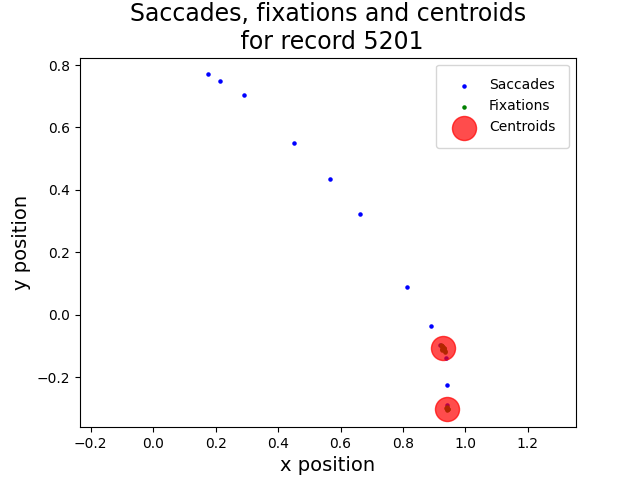 Saccades, fixations and centroids
for record 5201
Saccades
Fixations
Centroids
y position
0.8
0.6
0.4
0.2
0.0
−0.2
−0.2
0.0
0.2
0.4
0.6
0.8
1.0
1.2
x position